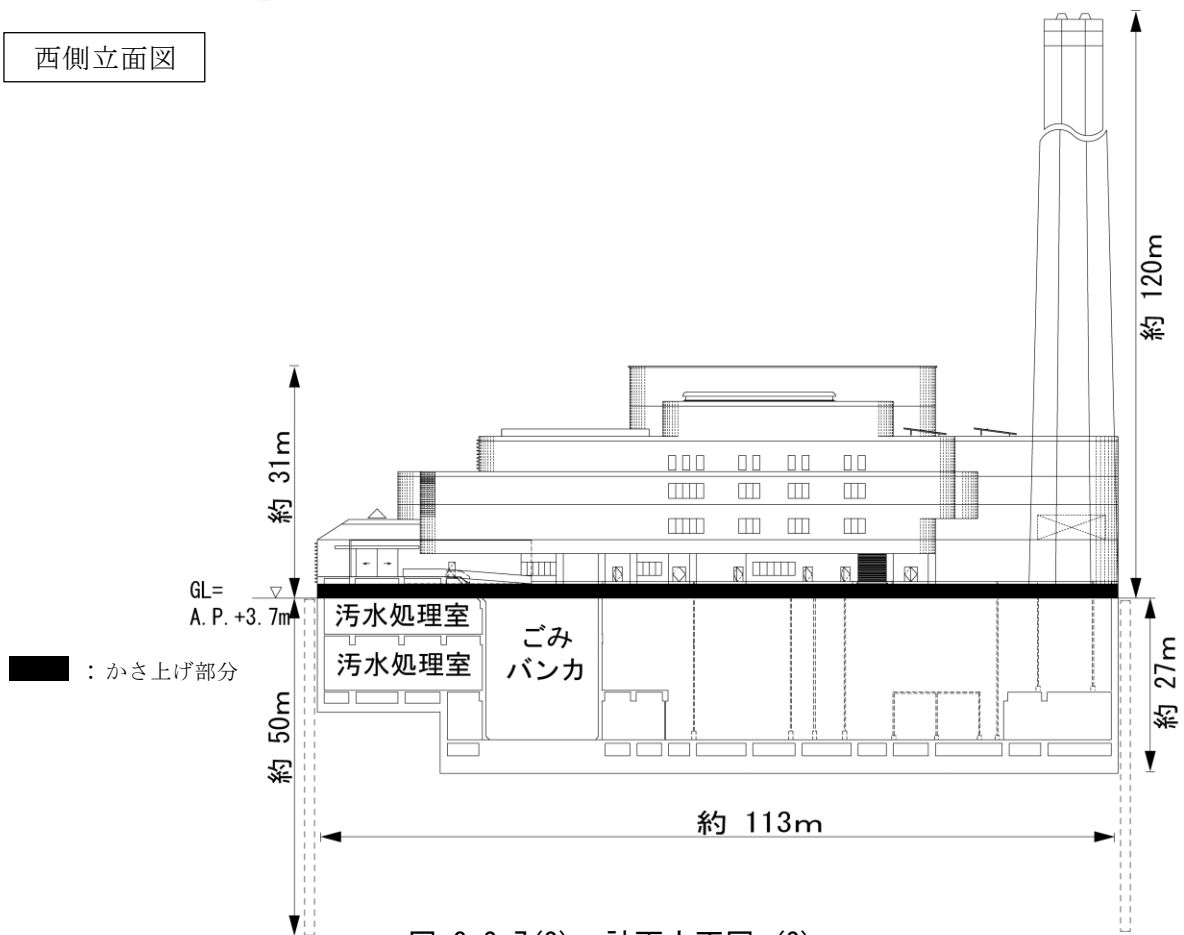 西側立面図
約 120m
約 31m
GL=
A.P.+3.7m
汚水処理室
汚水処理室
ごみ
バンカ
：かさ上げ部分
約 27m
約 50m
約 113m